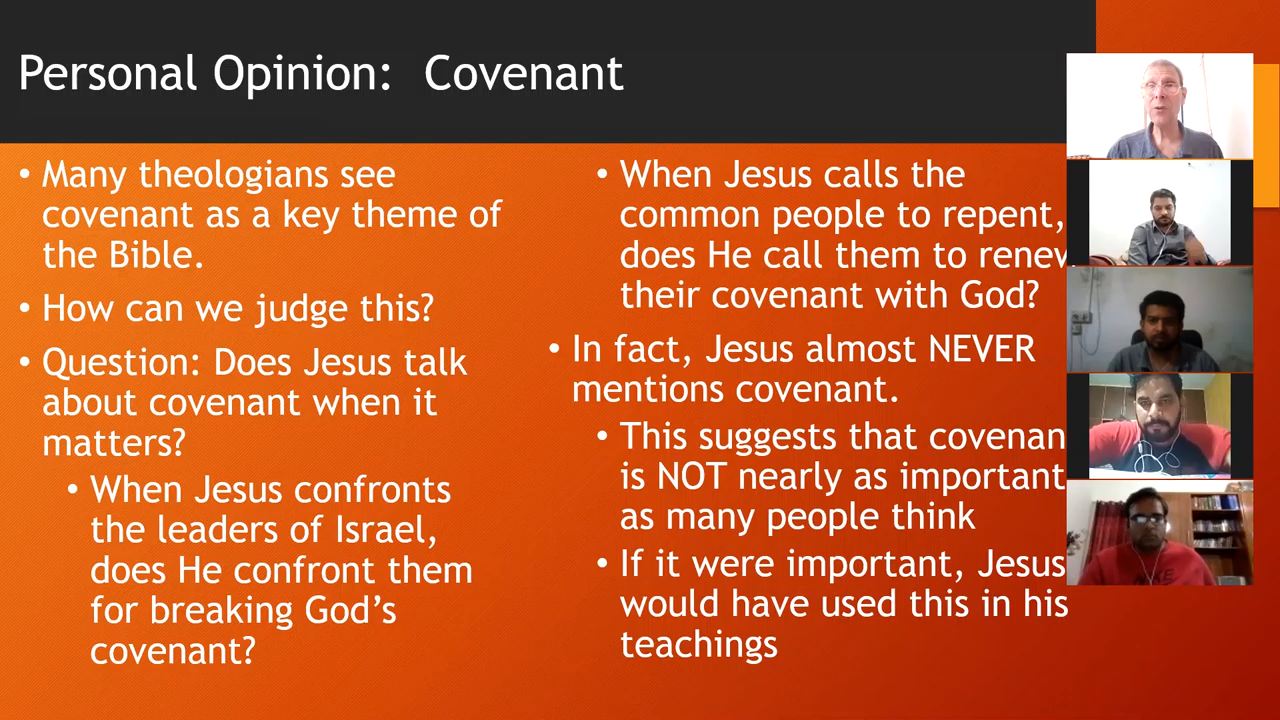 Personal Opinion: Covenant
• Many theologians see
covenant as a key theme of
the Bible.
• How can we judge this?
• Question: Does Jesus talk
about covenant when it
matters?
• When Jesus confronts
the leaders of Israel,
does He confront them
for breaking God's
covenant?
• When Jesus calls the
common people to repent,
does He call them to renew
their covenant with God?
• In fact, Jesus almost NEVER
mentions covenant.
• This suggests that covenan
is NOT nearly as important
as many people think
• If it were important, Jesus
would have used this in his
teachings